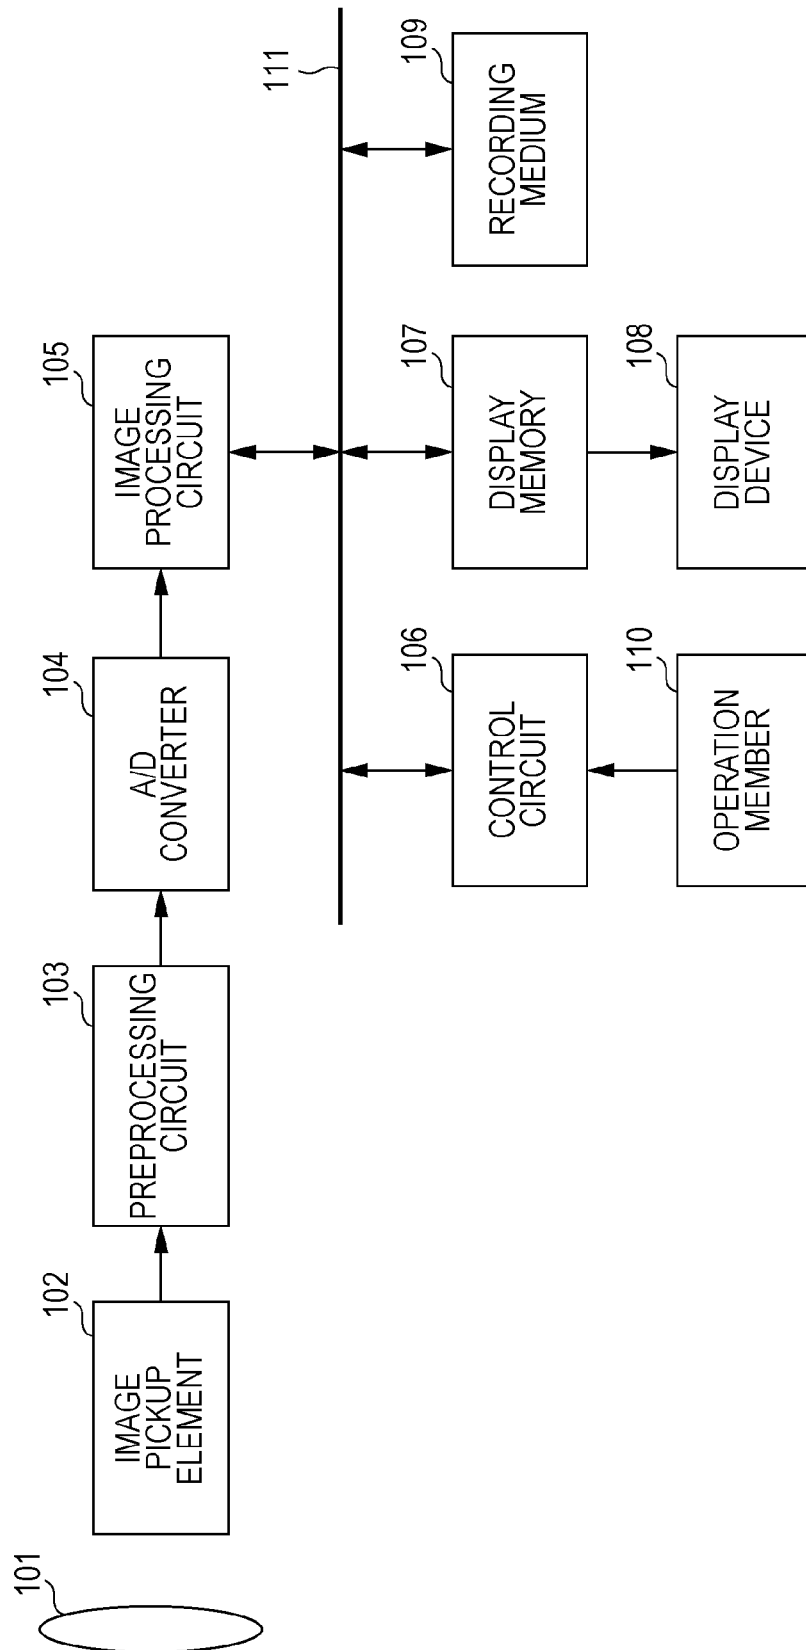 101
102
IMAGE
PICKUP
ELEMENT
103
PREPROCESSING
CIRCUIT
104
A/D
CONVERTER
105
IMAGE
PROCESSING
CIRCUIT
111
106
CONTROL
CIRCUIT
107
DISPLAY
MEMORY
109
RECORDING
MEDIUM
110
OPERATION
MEMBER
108
DISPLAY
DEVICE